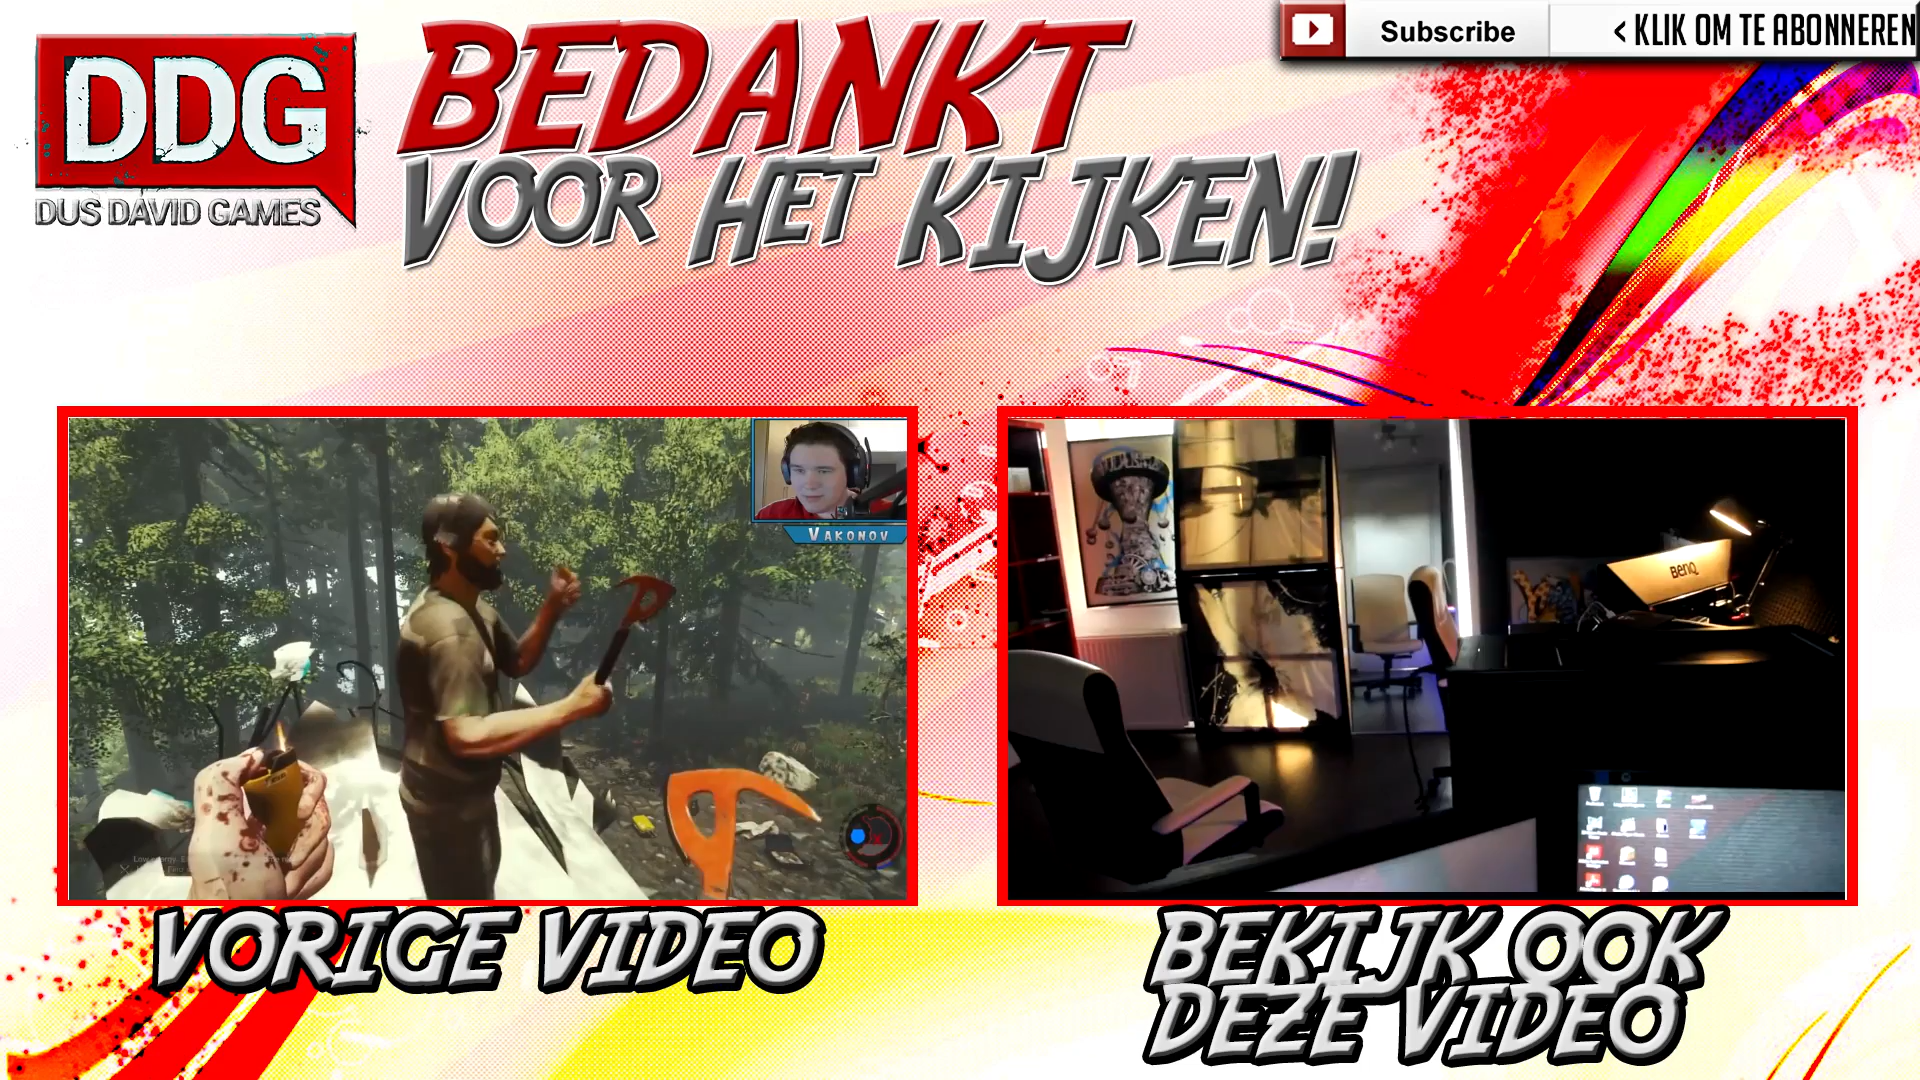 DDG
DUS DAVID GAMES
BEDANKT
VOOR HET KIJKEN!
Subscribe
< KLIK OM TE ABONNEREN
VAKONOV
BenQ
VORIGE VIDEO
BEKIJK OOK
DEZE VIDEO